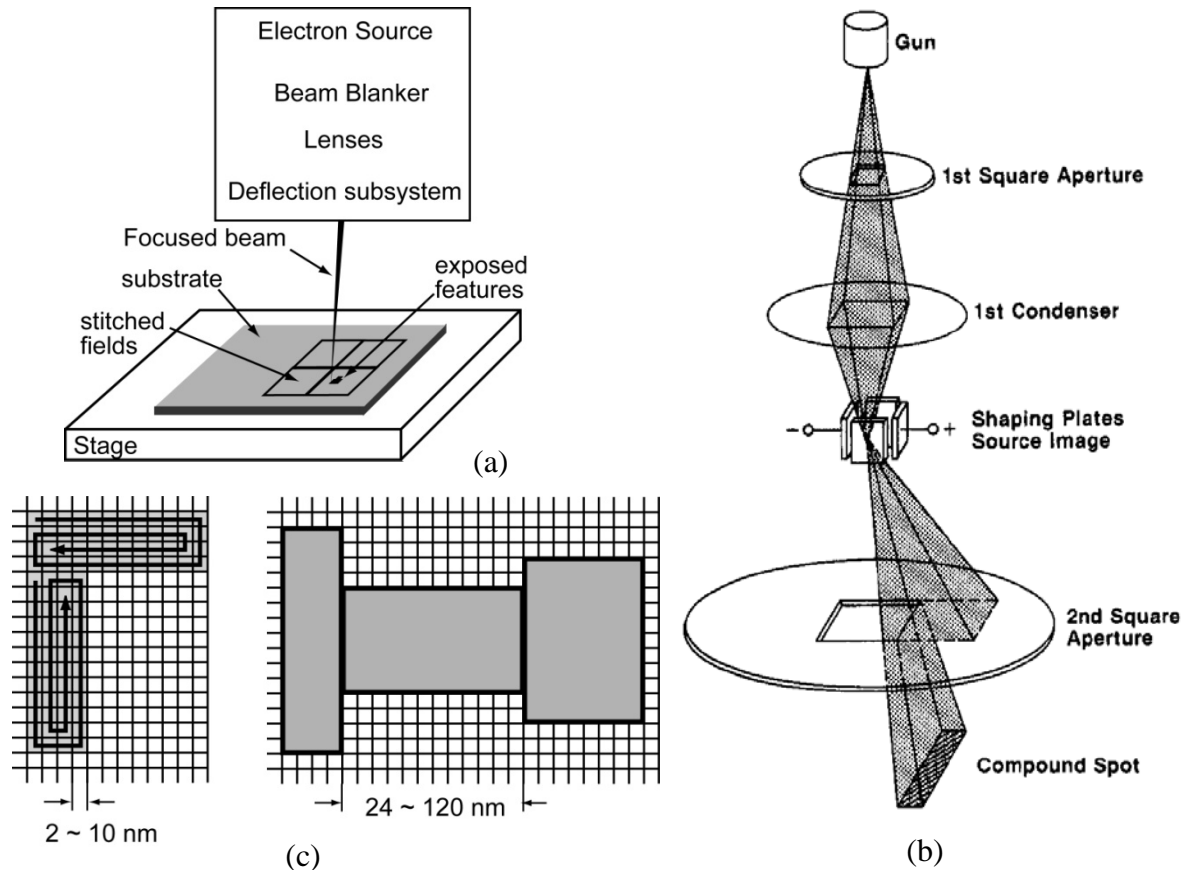 Electron Source
Beam Blanker
Lenses
Deflection subsystem
Focused beam
substrate
exposed
features
stitched
fields
Stage
(a)
Gun
1st Square Aperture
1st Condenser
- +
Shaping Plates
Source Image
2nd Square
Aperture
Compound Spot
(b)
2 ~ 10 nm
24 ~ 120 nm
(c)